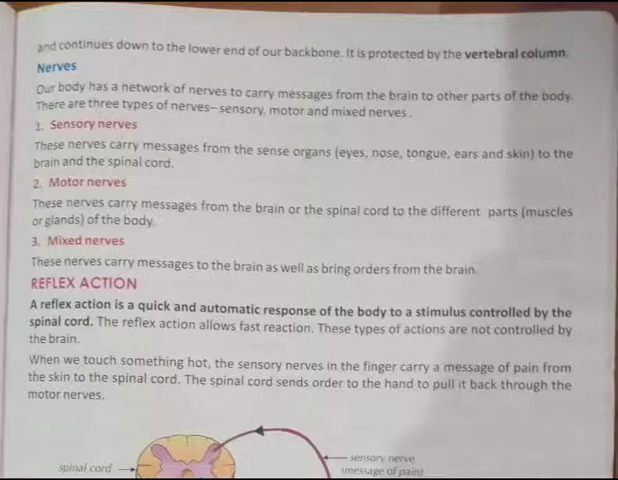 and continues down to the lower end of our backbone. It is protected by the vertebral column.
Nerves
Our body has a network of nerves to carry messages from the brain to other parts of the body.
There are three types of nerves– sensory, motor and mixed nerves.
1. Sensory nerves
These nerves carry messages from the sense organs (eyes, nose, tongue, ears and skin) to the
brain and the spinal cord.
2. Motor nerves
These nerves carry messages from the brain or the spinal cord to the different parts (muscles
or glands) of the body.
3. Mixed nerves
These nerves carry messages to the brain as well as bring orders from the brain.
REFLEX ACTION
A reflex action is a quick and automatic response of the body to a stimulus controlled by the
spinal cord. The reflex action allows fast reaction. These types of actions are not controlled by
the brain.
When we touch something hot, the sensory nerves in the finger carry a message of pain from
the skin to the spinal cord. The spinal cord sends order to the hand to pull it back through the
motor nerves.
spinal cord
sensory nerve
(message of pain)